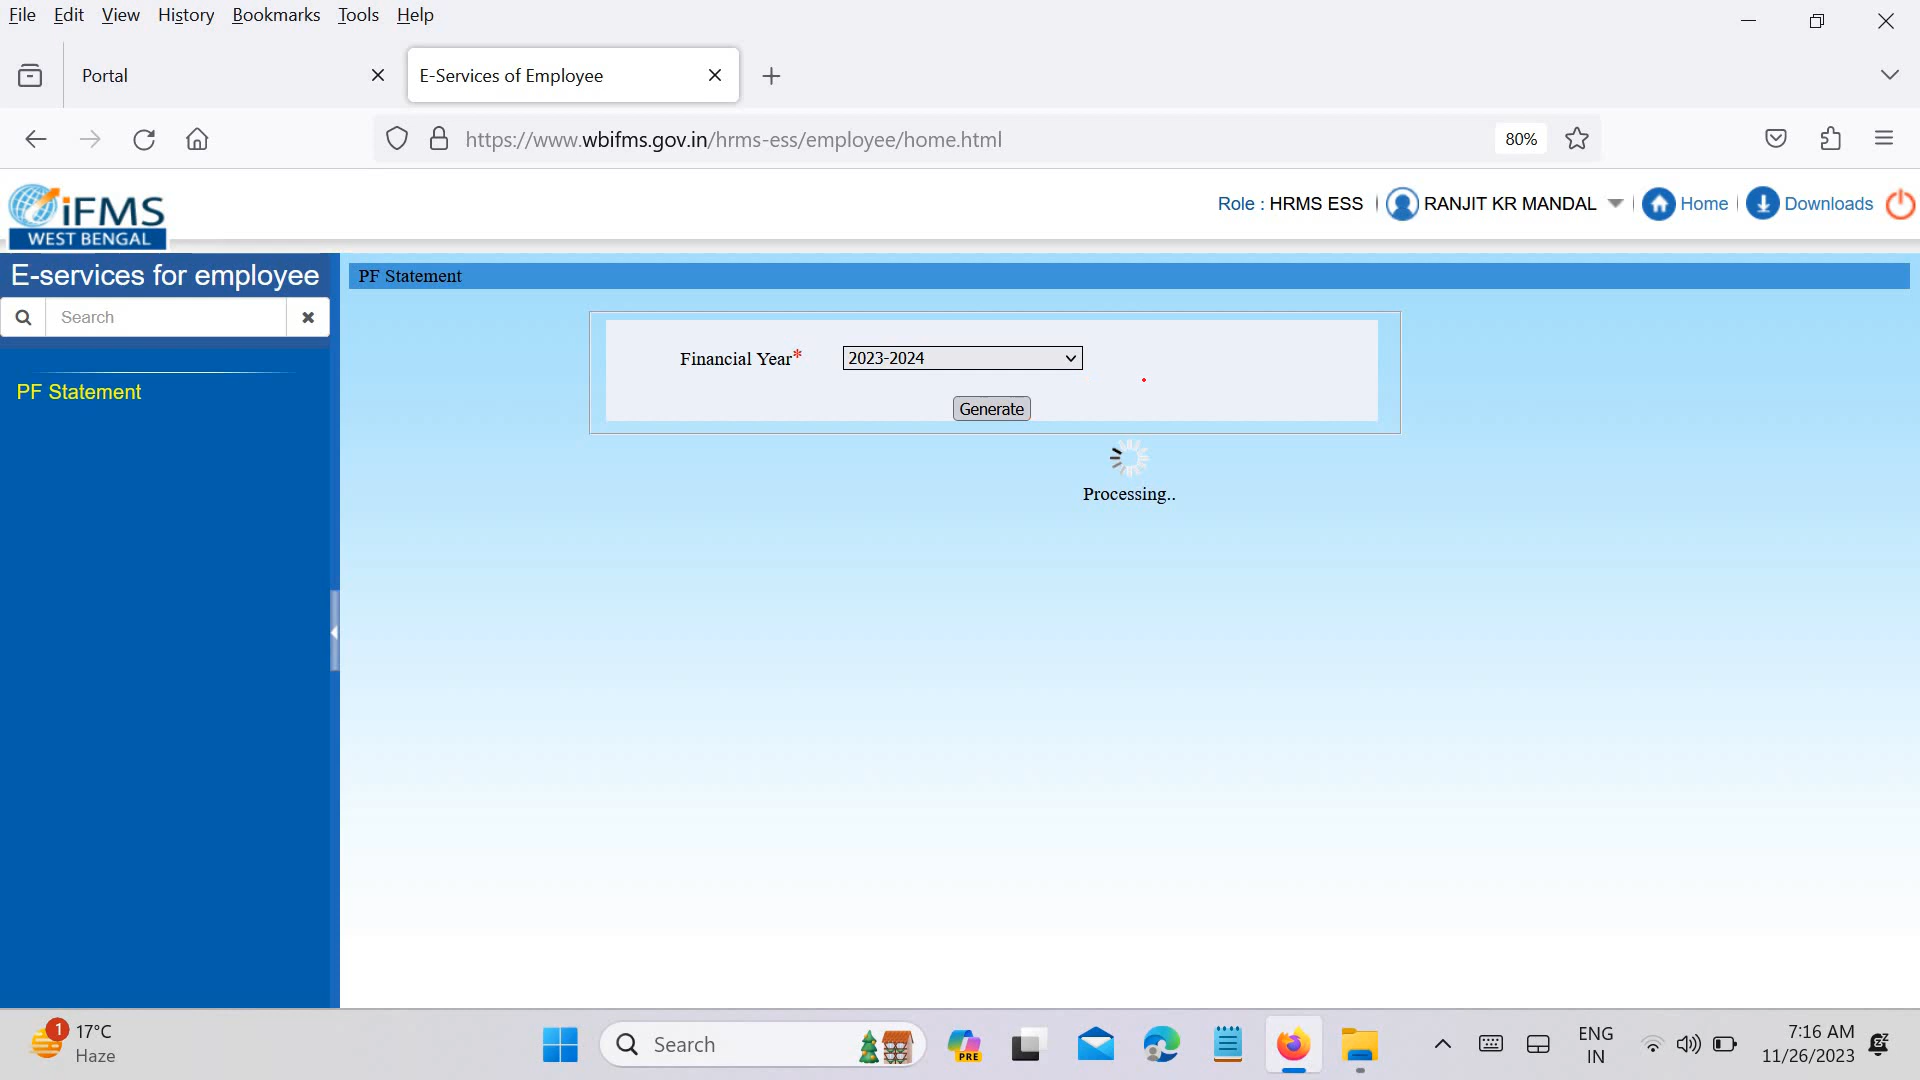 File Edit View History Bookmarks Tools Help
Portal
E-Services of Employee
https://www.wbifms.gov.in/hrms-ess/employee/home.html
80%
iFMS
WEST BENGAL
Role : HRMS ESS
RANJIT KR MANDAL
Home
Downloads
E-services for employee
Search
PF Statement
PF Statement
Financial Year*
2023-2024
Generate
Processing..
1
17°C
Haze
Search
PRE
ENG
IN
7:16 AM
11/26/2023